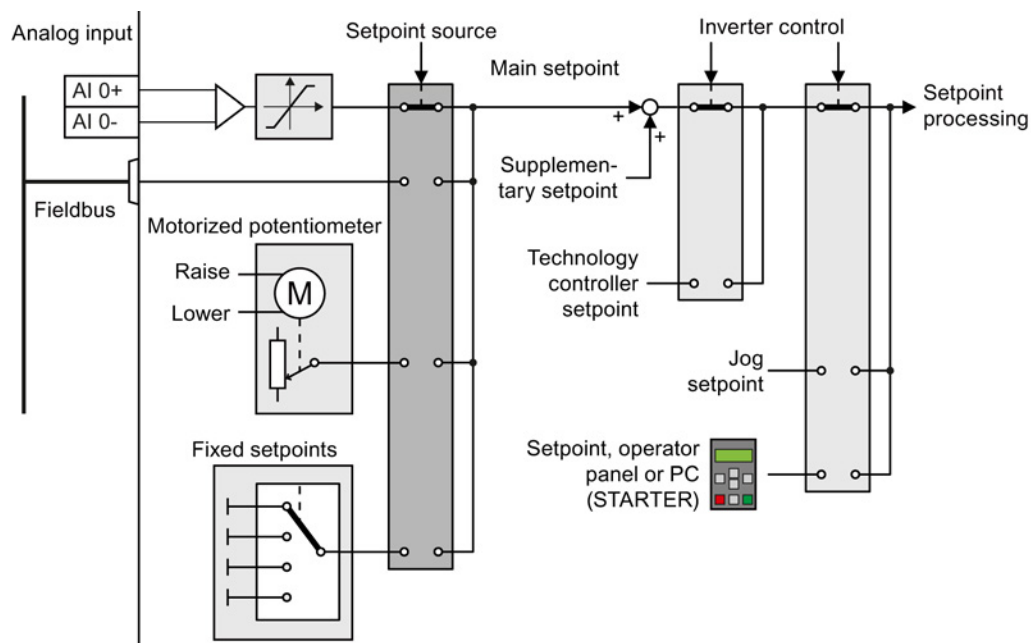 Analog input
Setpoint source
Inverter control
Main setpoint
AI 0+
AI 0-
+
+
Setpoint
processing
Supplemen-
tary setpoint
Fieldbus
Motorized potentiometer
Raise
Lower
M
Technology
controller
setpoint
Jog
setpoint
Fixed setpoints
Setpoint, operator
panel or PC
(STARTER)